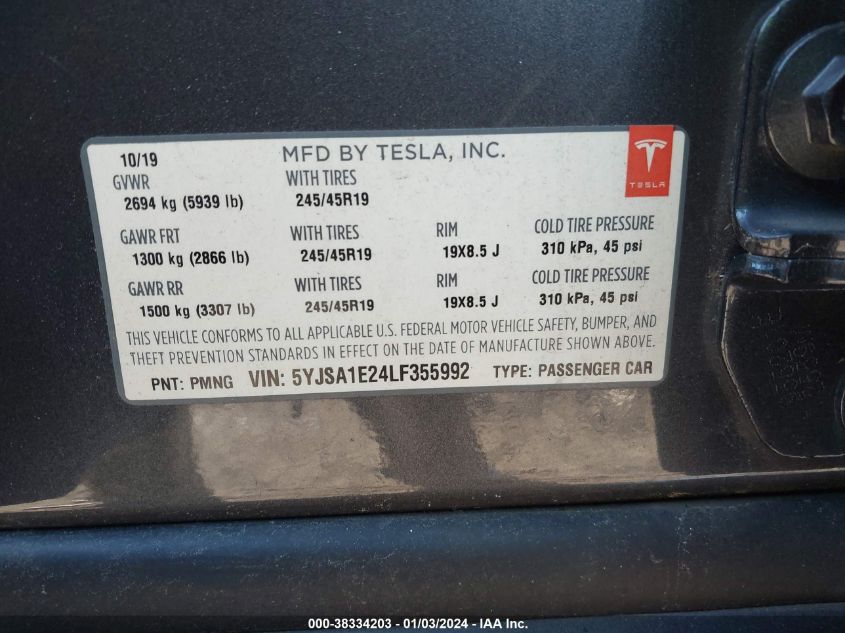 10/19 MFD BY TESLA, INC.
TESLA
GVWR WITH TIRES
2694 kg (5939 lb) 245/45R19
GAWR FRT WITH TIRES RIM COLD TIRE PRESSURE
1300 kg (2866 lb) 245/45R19 19X8.5 J 310 kPa, 45 psi
GAWR RR WITH TIRES RIM COLD TIRE PRESSURE
1500 kg (3307 lb) 245/45R19 19X8.5 J 310 kPa, 45 psi
THIS VEHICLE CONFORMS TO ALL APPLICABLE U.S. FEDERAL MOTOR VEHICLE SAFETY, BUMPER, AND
THEFT PREVENTION STANDARDS IN EFFECT ON THE DATE OF MANUFACTURE SHOWN ABOVE.
PNT: PMNG VIN: 5YJSA1E24LF355992 TYPE: PASSENGER CAR
000-38334203 - 01/03/2024 - IAA Inc.